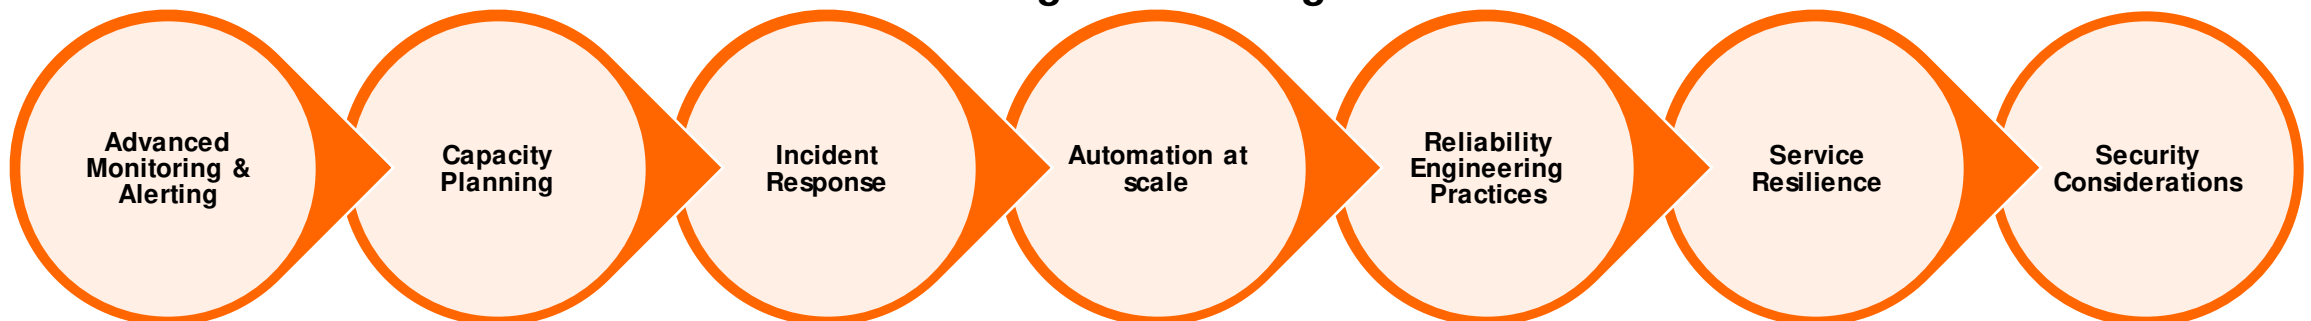 Advanced
Monitoring &
Alerting
Capacity
Planning
Incident
Response
Automation at
scale
Reliability
Engineering
Practices
Service
Resilience
Security
Considerations